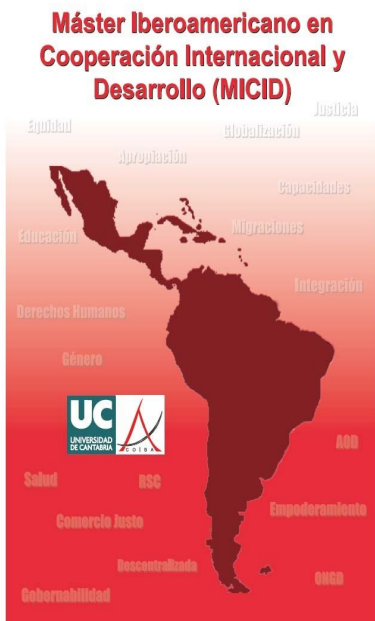 Máster Iberoamericano en
Cooperación Internacional y
Desarrollo (MICID)
Justicia
Equidad
Globalización
Apropiación
Capacidades
Migraciones
Educación
Integración
Derechos Humanos
Género
UC
UNIVERSIDAD
DE CANTABRIA
COIBA
AOD
Salud
RSC
Empoderamiento
Comercio Justo
Descentralizada
ONGD
Gobernabilidad